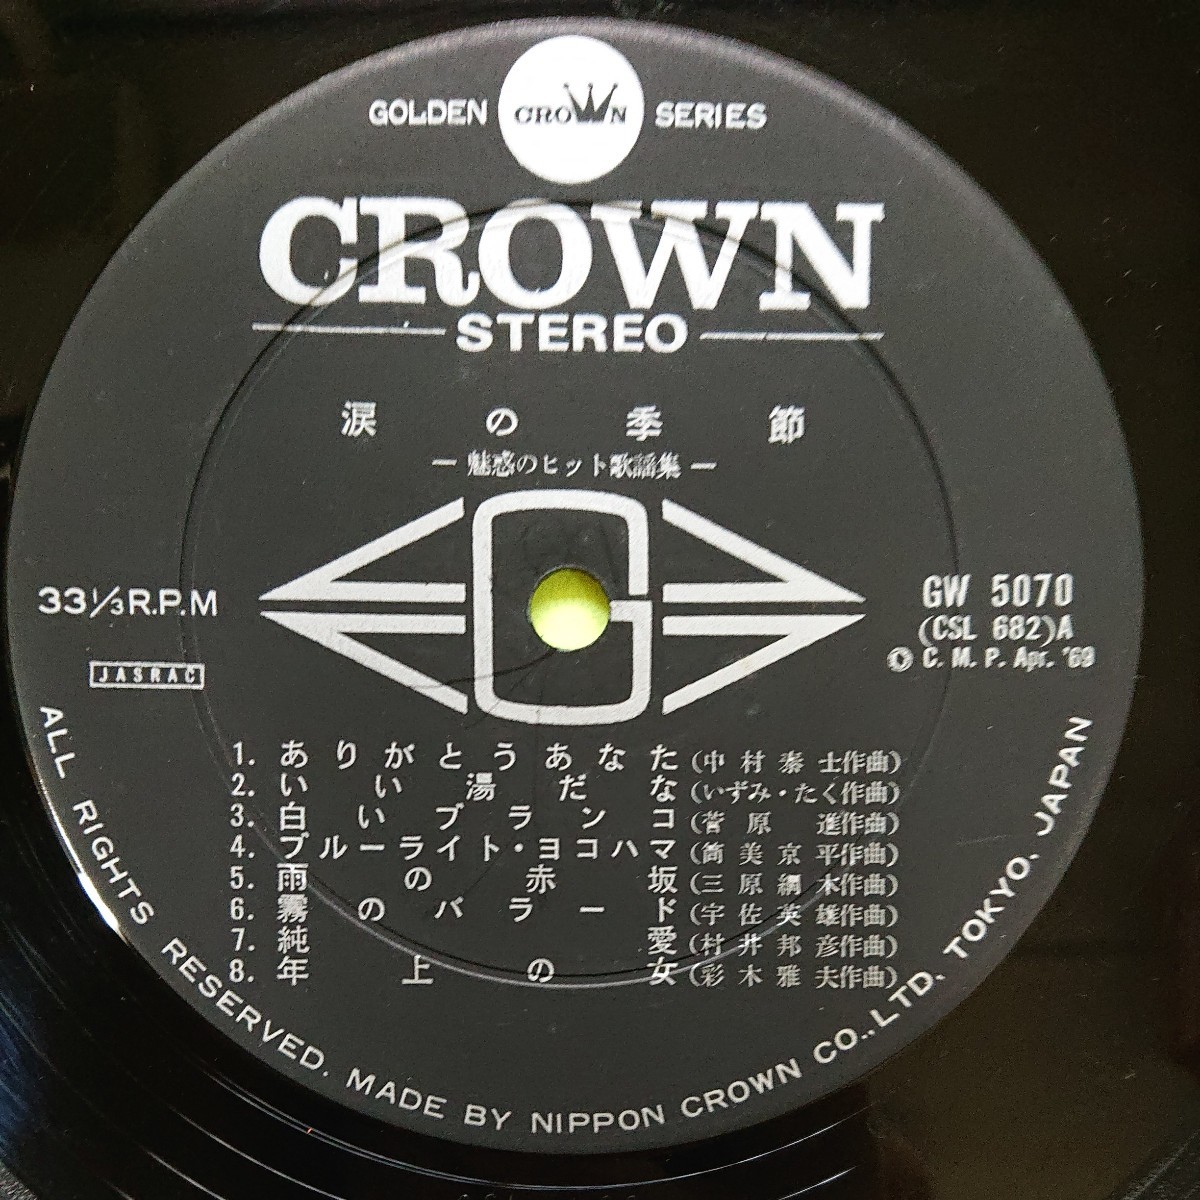 GOLDEN CROWN SERIES
CROWN
STEREO
涙の季節
— 魅惑のヒット歌謡集 —
G
33⅓R.P.M
GW 5070
(CSL 682)A
Ⓒ C. M. P. Apr. '69
JASRAC
1. ありがとうあなた(中村泰士作曲)
2. いい湯だな(いずみ・たく作曲)
3. 白いブランコ(菅原進作曲)
4. ブルーライト・ヨコハマ(筒美京平作曲)
5. 雨の赤坂(三原綱木作曲)
6. 霧のバラード(宇佐英雄作曲)
7. 純愛(村井邦彦作曲)
8. 年上の女(彩木雅夫作曲)
ALL RIGHTS RESERVED. MADE BY NIPPON CROWN CO., LTD, TOKYO, JAPAN